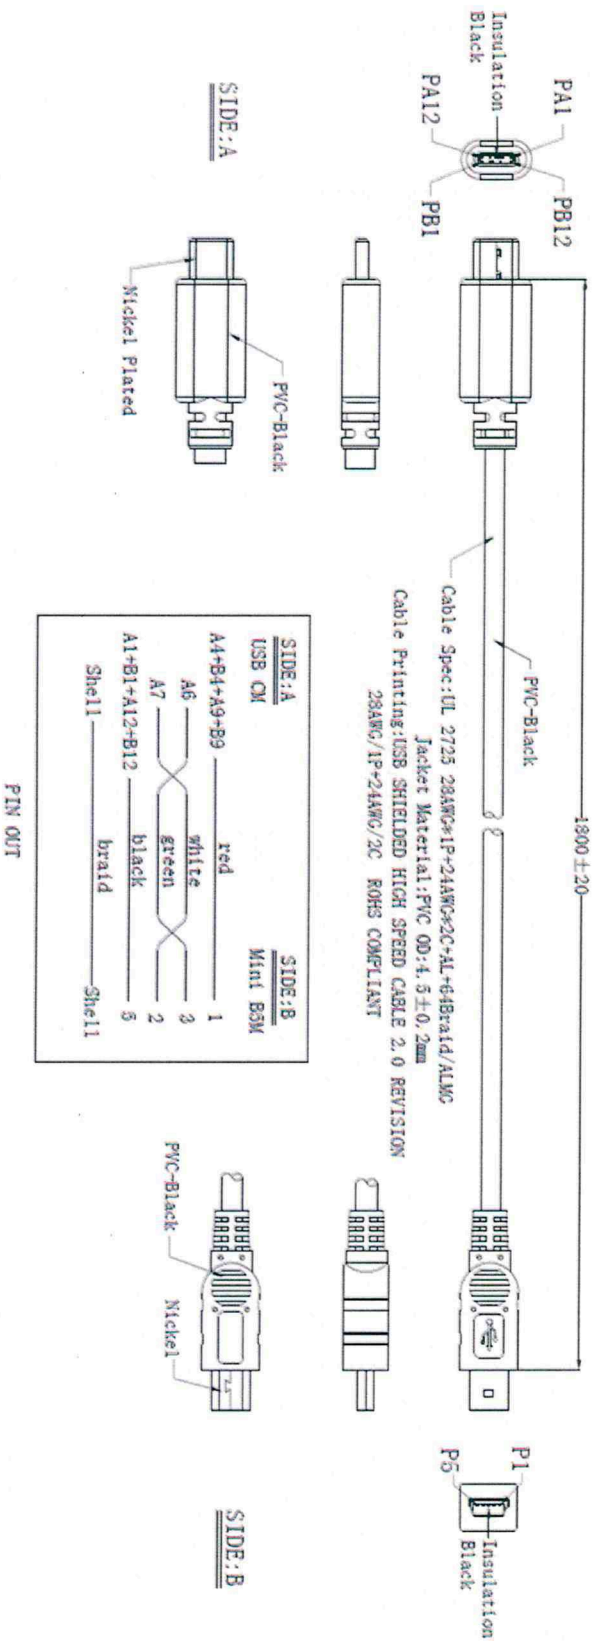 Insulation
Black
PA1
PB12
PA12
PB1
1800±20
PVC-Black
Cable Spec:UL 2725 28AWG*1P+24AWG*2C+AL+64Braid/ALMG
Jacket Material:PVC OD:4.5±0.2mm
Cable Printing:USB SHIELDED HIGH SPEED CABLE 2.0 REVISION
28AWG/1P+24AWG/2C ROHS COMPLIANT
P1
P5
Insulation
Black
SIDE:A
PVC-Black
Nickel Plated
SIDE:A
USB CM
SIDE:B
Mini B5M
A4+B4+A9+B9 red 1
A6 white 3
A7 green 2
A1+B1+A12+B12 black 5
Shell braid Shell
PIN OUT
PVC-Black
Nickel
SIDE:B